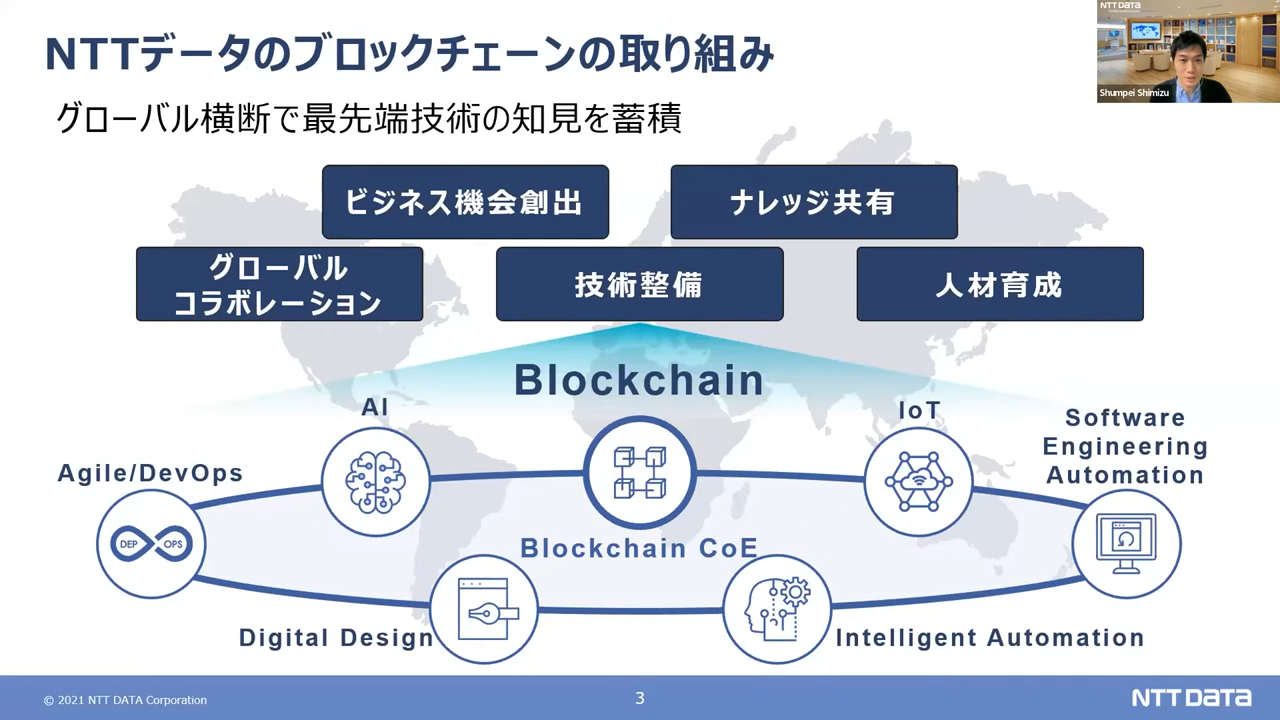 NTTデータのブロックチェーンの取り組み
NTT DATA
Shumpei Shimizu
グローバル横断で最先端技術の知見を蓄積
ビジネス機会創出
ナレッジ共有
グローバル
コラボレーション
技術整備
人材育成
Blockchain
AI
IoT
Software
Engineering
Automation
Agile/DevOps
DEP
OPS
Blockchain CoE
Digital Design
Intelligent Automation
© 2021 NTT DATA Corporation
3
NTT DATA